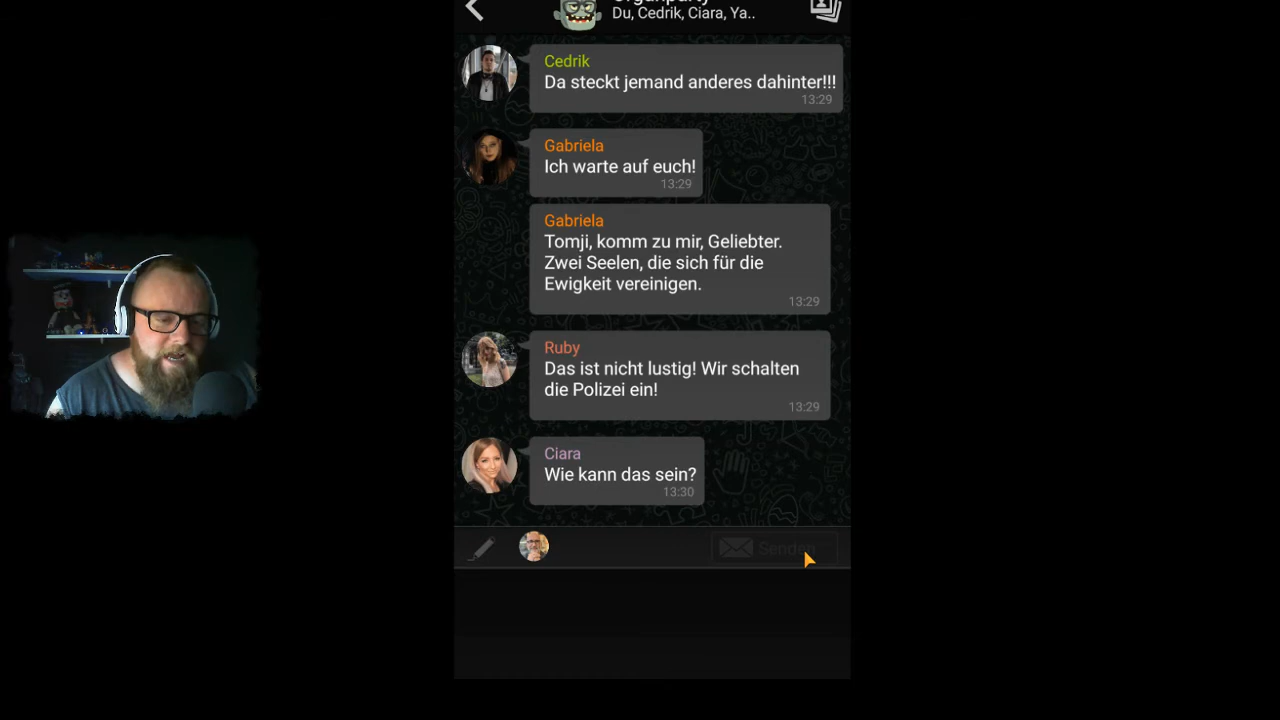 Du, Cedrik, Ciara, Ya..
Cedrik
Da steckt jemand anderes dahinter!!!
13:29
Gabriela
Ich warte auf euch!
13:29
Gabriela
Tomji, komm zu mir, Geliebter.
Zwei Seelen, die sich für die
Ewigkeit vereinigen.
13:29
Ruby
Das ist nicht lustig! Wir schalten
die Polizei ein!
13:29
Ciara
Wie kann das sein?
13:30
Senden